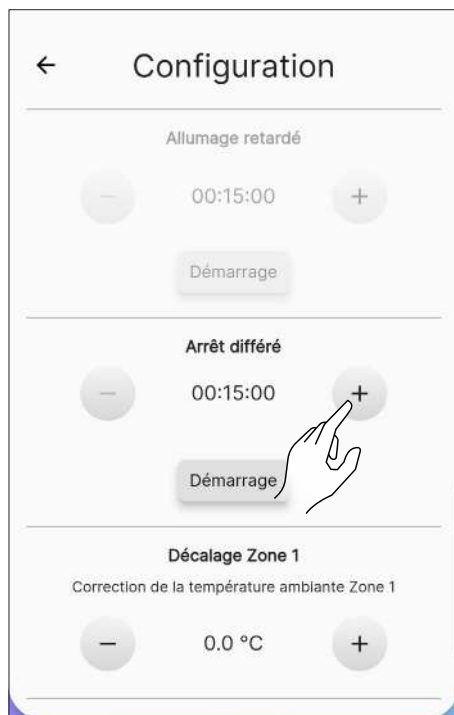 ← Configuration
Allumage retardé
− 00:15:00 +
Démarrage
Arrêt différé
− 00:15:00 +
Démarrage
Décalage Zone 1
Correction de la température ambiante Zone 1
− 0.0 °C +